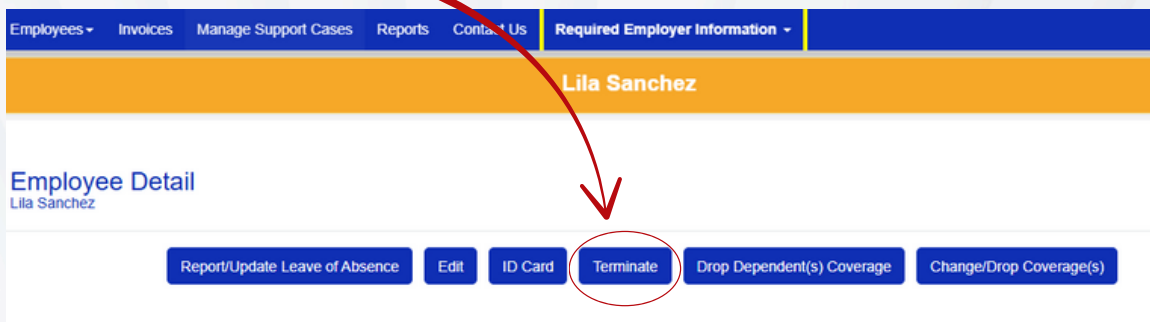 Employees Invoices Manage Support Cases Reports Contact Us Required Employer Information
Lila Sanchez
Employee Detail
Lila Sanchez
Report/Update Leave of Absence Edit ID Card Terminate Drop Dependent(s) Coverage Change/Drop Coverage(s)